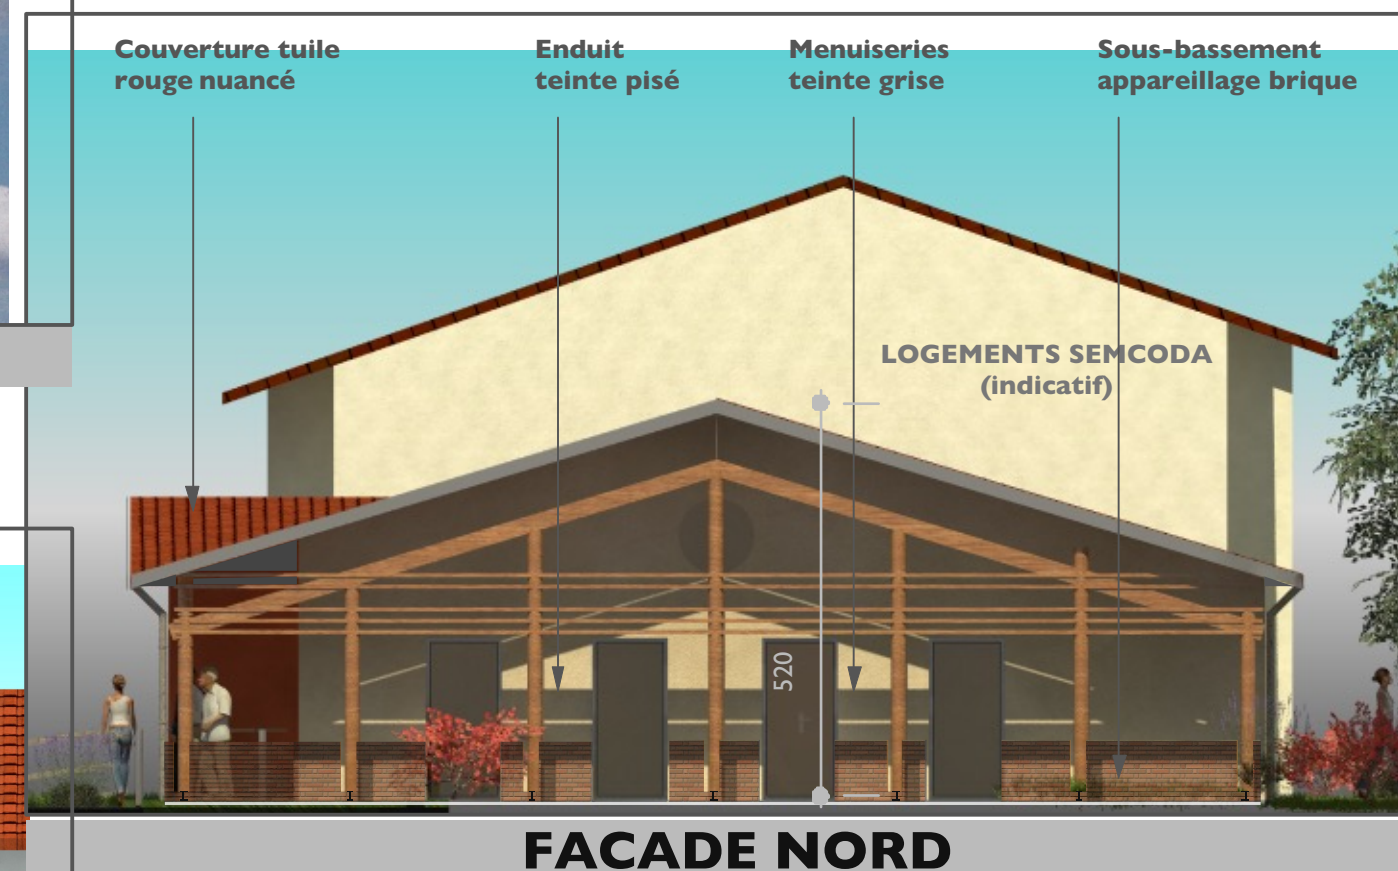 Couverture tuile
rouge nuancé
Enduit
teinte pisé
Menuiseries
teinte grise
Sous-bassement
appareillage brique
LOGEMENTS SEMCODA
(indicatif)
520
FACADE NORD